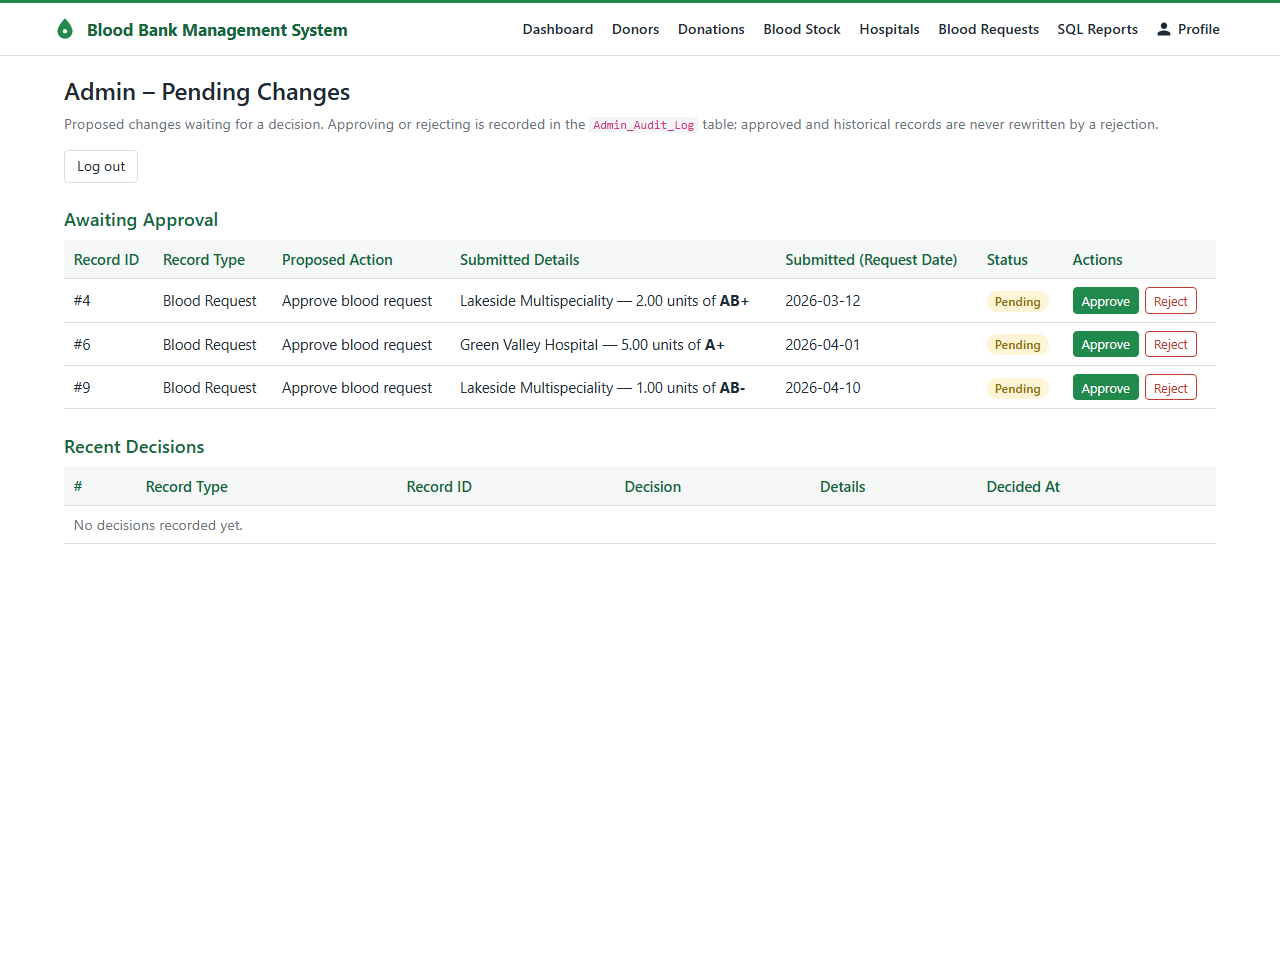 Blood Bank Management System
Dashboard Donors Donations Blood Stock Hospitals Blood Requests SQL Reports Profile
Admin – Pending Changes
Proposed changes waiting for a decision. Approving or rejecting is recorded in the Admin_Audit_Log table; approved and historical records are never rewritten by a rejection.
Log out
Awaiting Approval
Record ID Record Type Proposed Action Submitted Details Submitted (Request Date) Status Actions
#4 Blood Request Approve blood request Lakeside Multispeciality — 2.00 units of AB+ 2026-03-12 Pending Approve Reject
#6 Blood Request Approve blood request Green Valley Hospital — 5.00 units of A+ 2026-04-01 Pending Approve Reject
#9 Blood Request Approve blood request Lakeside Multispeciality — 1.00 units of AB- 2026-04-10 Pending Approve Reject
Recent Decisions
# Record Type Record ID Decision Details Decided At
No decisions recorded yet.